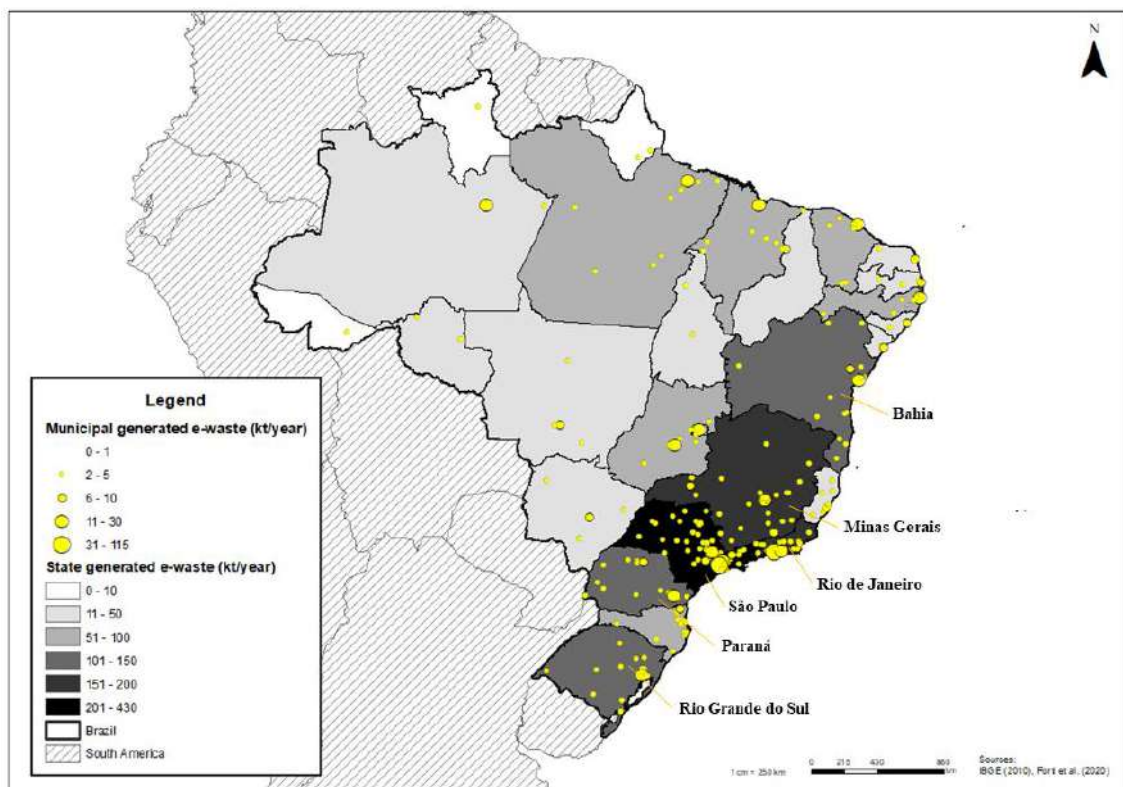 N
Bahia
Minas Gerais
Rio de Janeiro
São Paulo
Paraná
Rio Grande do Sul
Legend
Municipal generated e-waste (kt/year)
0 - 1
2 - 5
6 - 10
11 - 30
31 - 115
State generated e-waste (kt/year)
0 - 10
11 - 50
51 - 100
101 - 150
151 - 200
201 - 430
Brazil
South America
1 cm = 250 km
0
Sources:
IBGE (2010), et al. (2020)